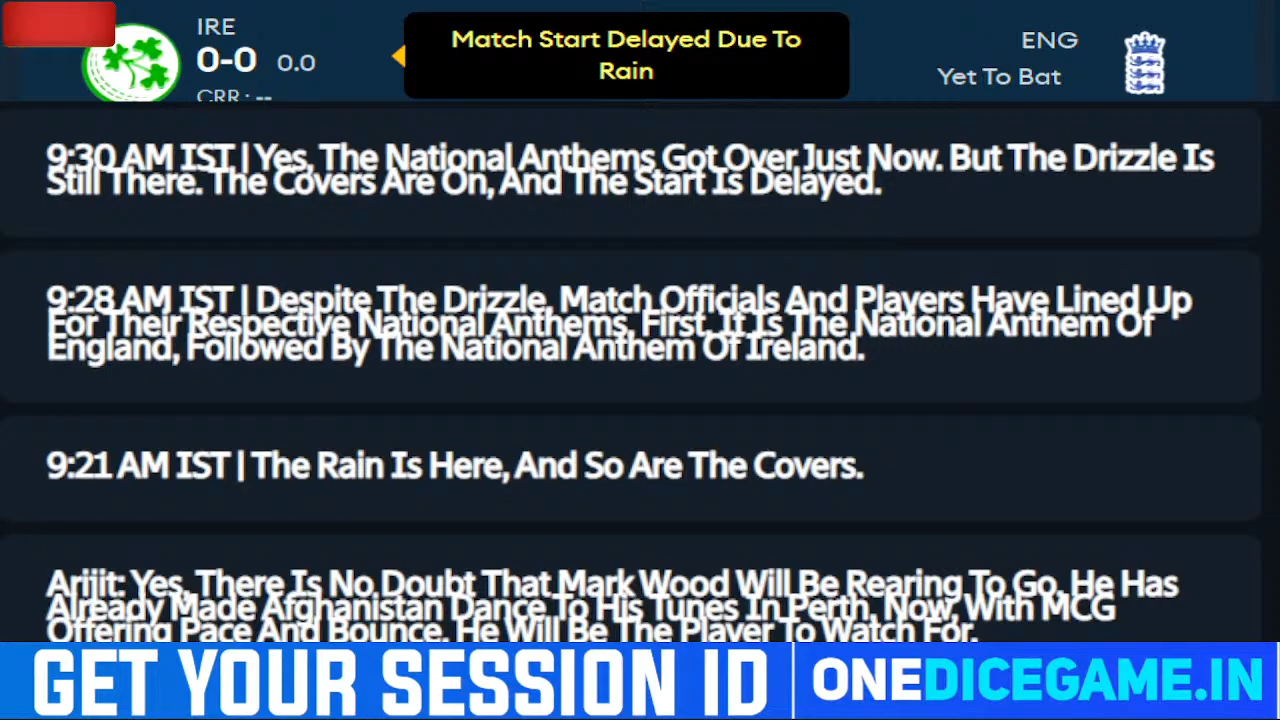 IRE
0-0 0.0
CRR : --
Match Start Delayed Due To
Rain
ENG
Yet To Bat
9:30 AM IST | Yes, The National Anthems Got Over Just Now. But The Drizzle Is
Still There. The Covers Are On, And The Start Is Delayed.
9:28 AM IST | Despite The Drizzle, Match Officials And Players Have Lined Up
For Their Respective National Anthems. First, It Is The National Anthem Of
England, Followed By The National Anthem Of Ireland.
9:21 AM IST | The Rain Is Here, And So Are The Covers.
Arijit: Yes, There Is No Doubt That Mark Wood Will Be Rearing To Go. He Has
Already Made Afghanistan Dance To His Tunes In Perth. Now, With MCG
Offering Pace And Bounce, He Will Be The Player To Watch For.
GET YOUR SESSION ID
ONEDICEGAME.IN